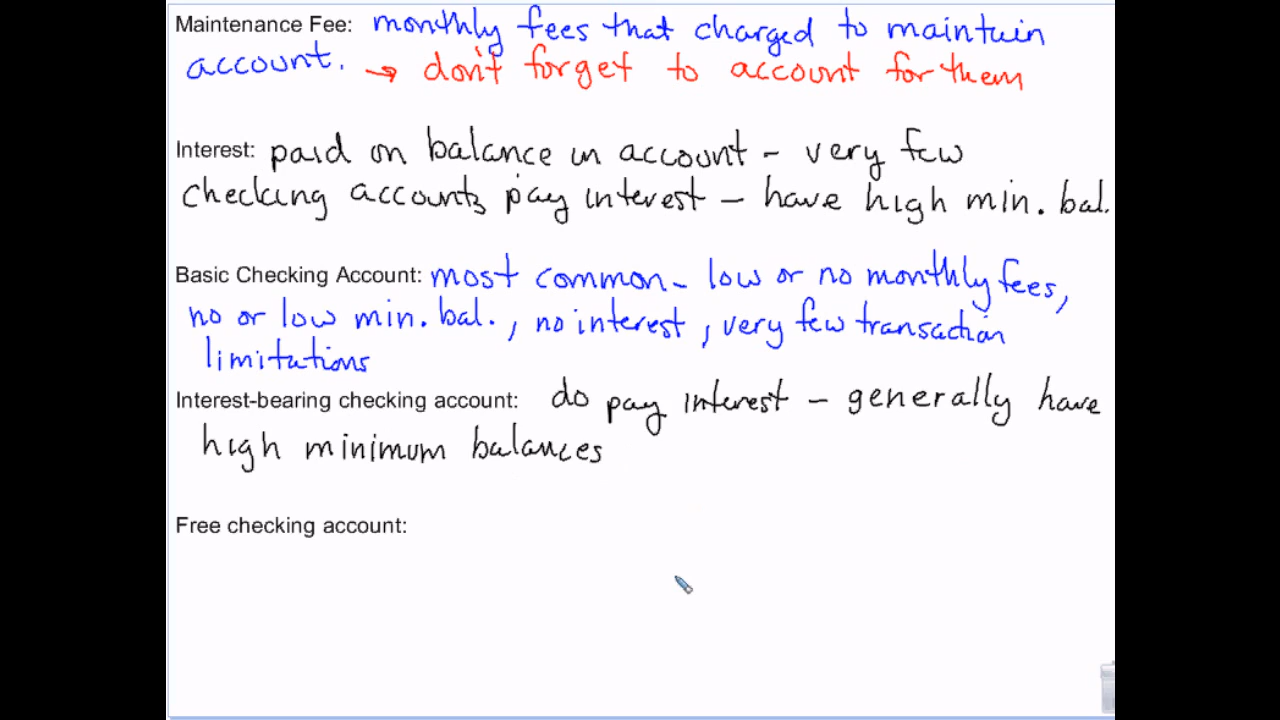 Maintenance Fee: monthly fees that charged to maintain
account. → don't forget to account for them
Interest: paid on balance in account - very few
checking accounts pay interest - have high min. bal.
Basic Checking Account: most common - low or no monthly fees,
no or low min. bal., no interest, very few transaction
limitations
Interest-bearing checking account: do pay interest - generally have
high minimum balances
Free checking account: